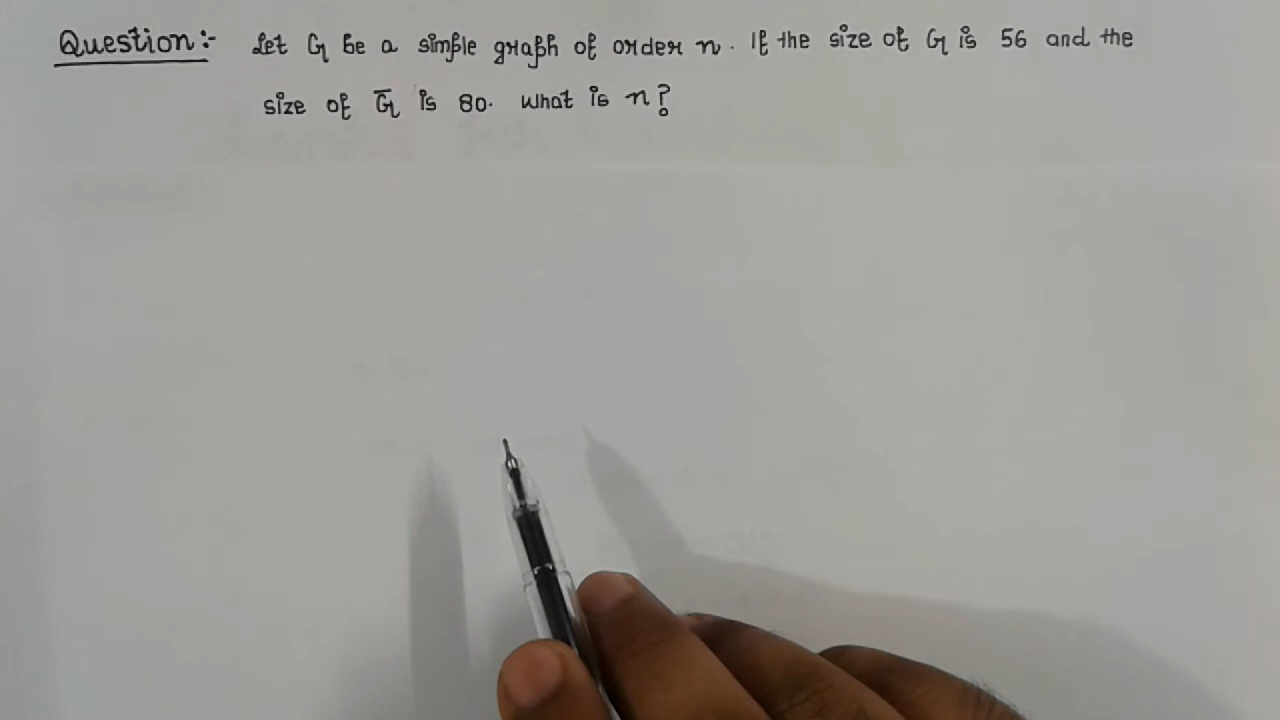 Question:- Let G be a simple graph of order n. If the size of G is 56 and the
size of G̅ is 80. What is n?